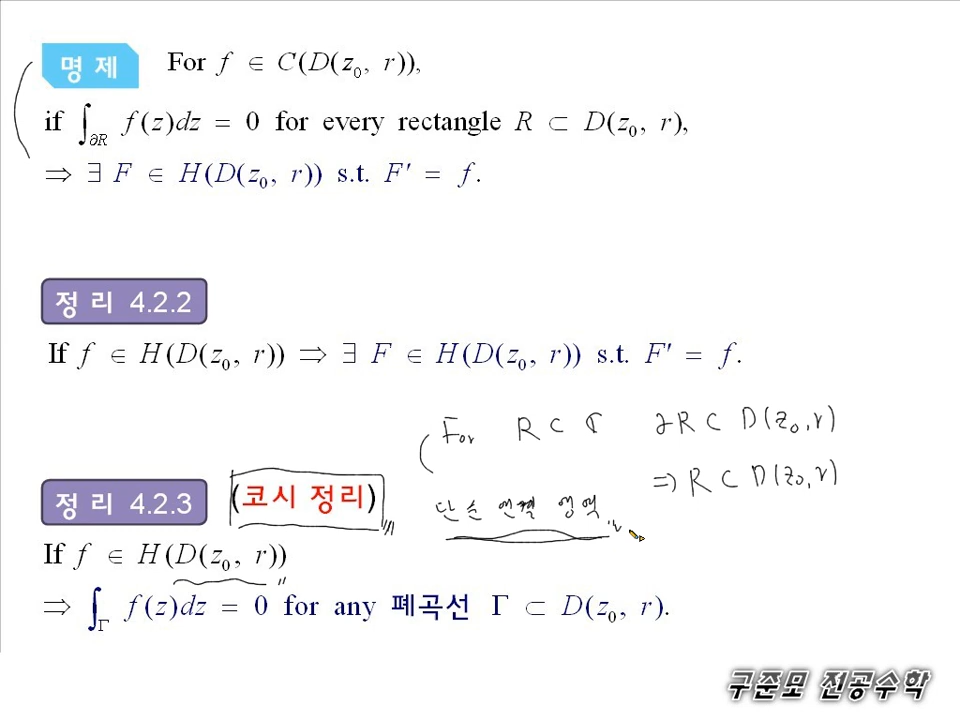 명 제 For f ∈ C(D(z₀, r)),
if ∫_∂R f(z)dz = 0 for every rectangle R ⊂ D(z₀, r),
⇒ ∃ F ∈ H(D(z₀, r)) s.t. F′ = f.
정 리 4.2.2
If f ∈ H(D(z₀, r)) ⇒ ∃ F ∈ H(D(z₀, r)) s.t. F′ = f.
For R ⊂ ∂R ⊂ D(z₀, r)
⇒ R ⊂ D(z₀, r)
정 리 4.2.3 (코시 정리)
단순 연결 영역
If f ∈ H(D(z₀, r))
⇒ ∫_Γ f(z)dz = 0 for any 폐곡선 Γ ⊂ D(z₀, r).
구준모 전공수학